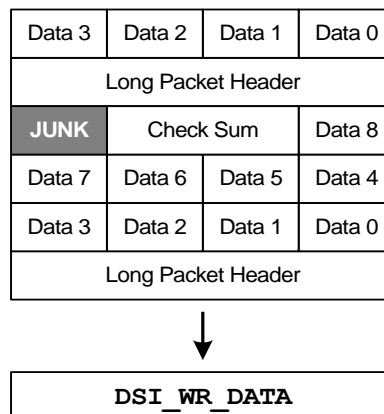 Data 3 Data 2 Data 1 Data 0
Long Packet Header
JUNK Check Sum Data 8
Data 7 Data 6 Data 5 Data 4
Data 3 Data 2 Data 1 Data 0
Long Packet Header
DSI_WR_DATA